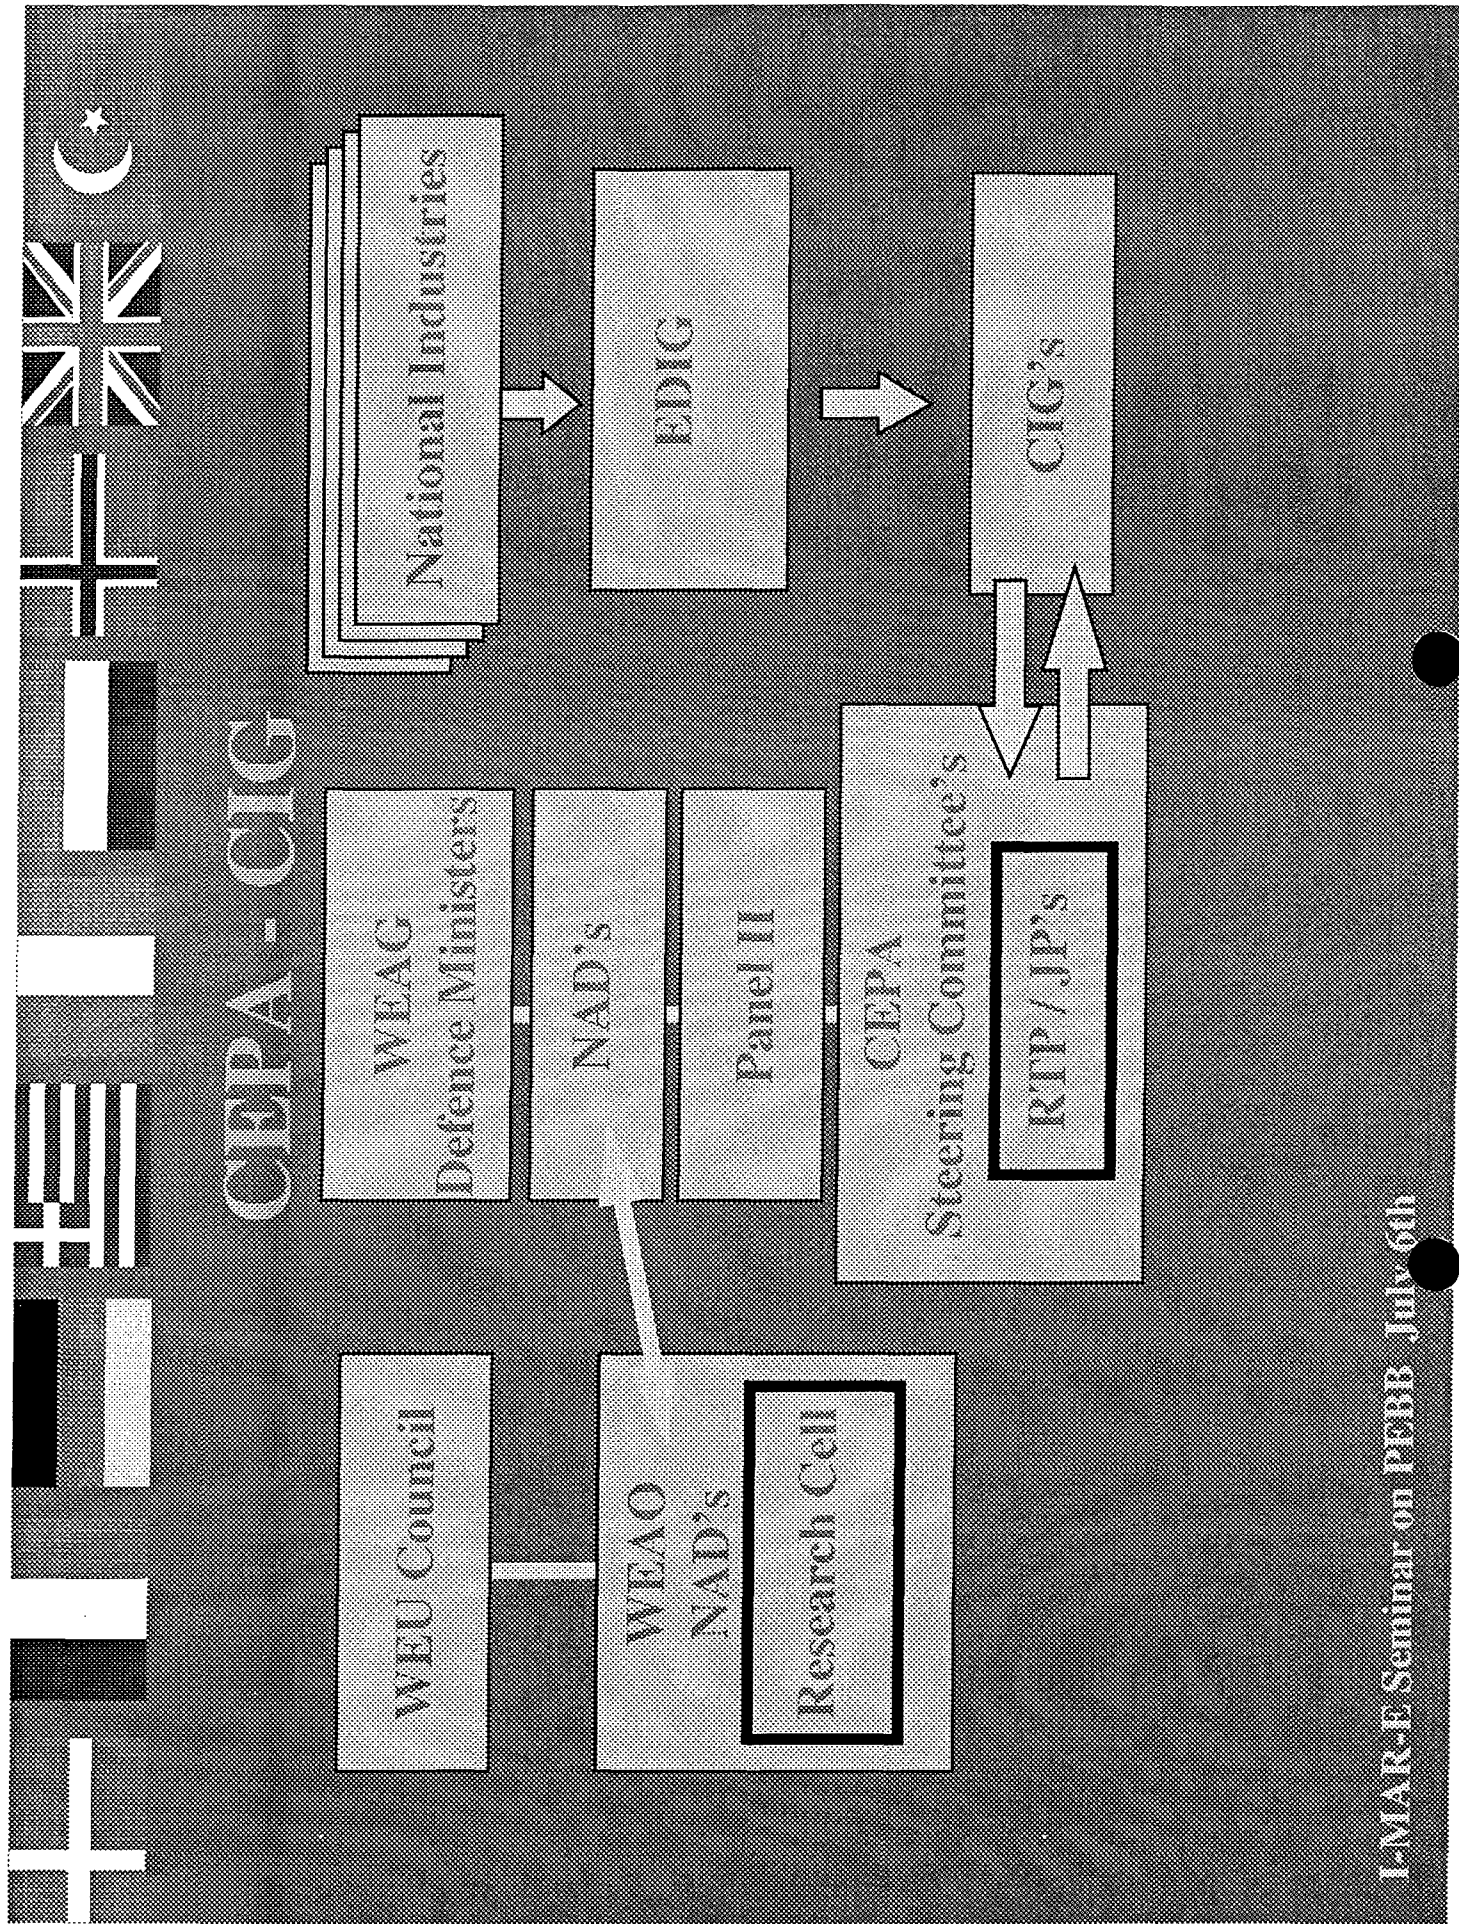 CEPA - CIG
WEU Council
WEAO
NAD's
Research Cell
WEAG
Defence Ministers
NAD's
Panel II
CEPA
Steering Committee's
RTP / JP's
National Industries
EDIG
CIG's
I-MAR-E Seminar on PEBB July 6th